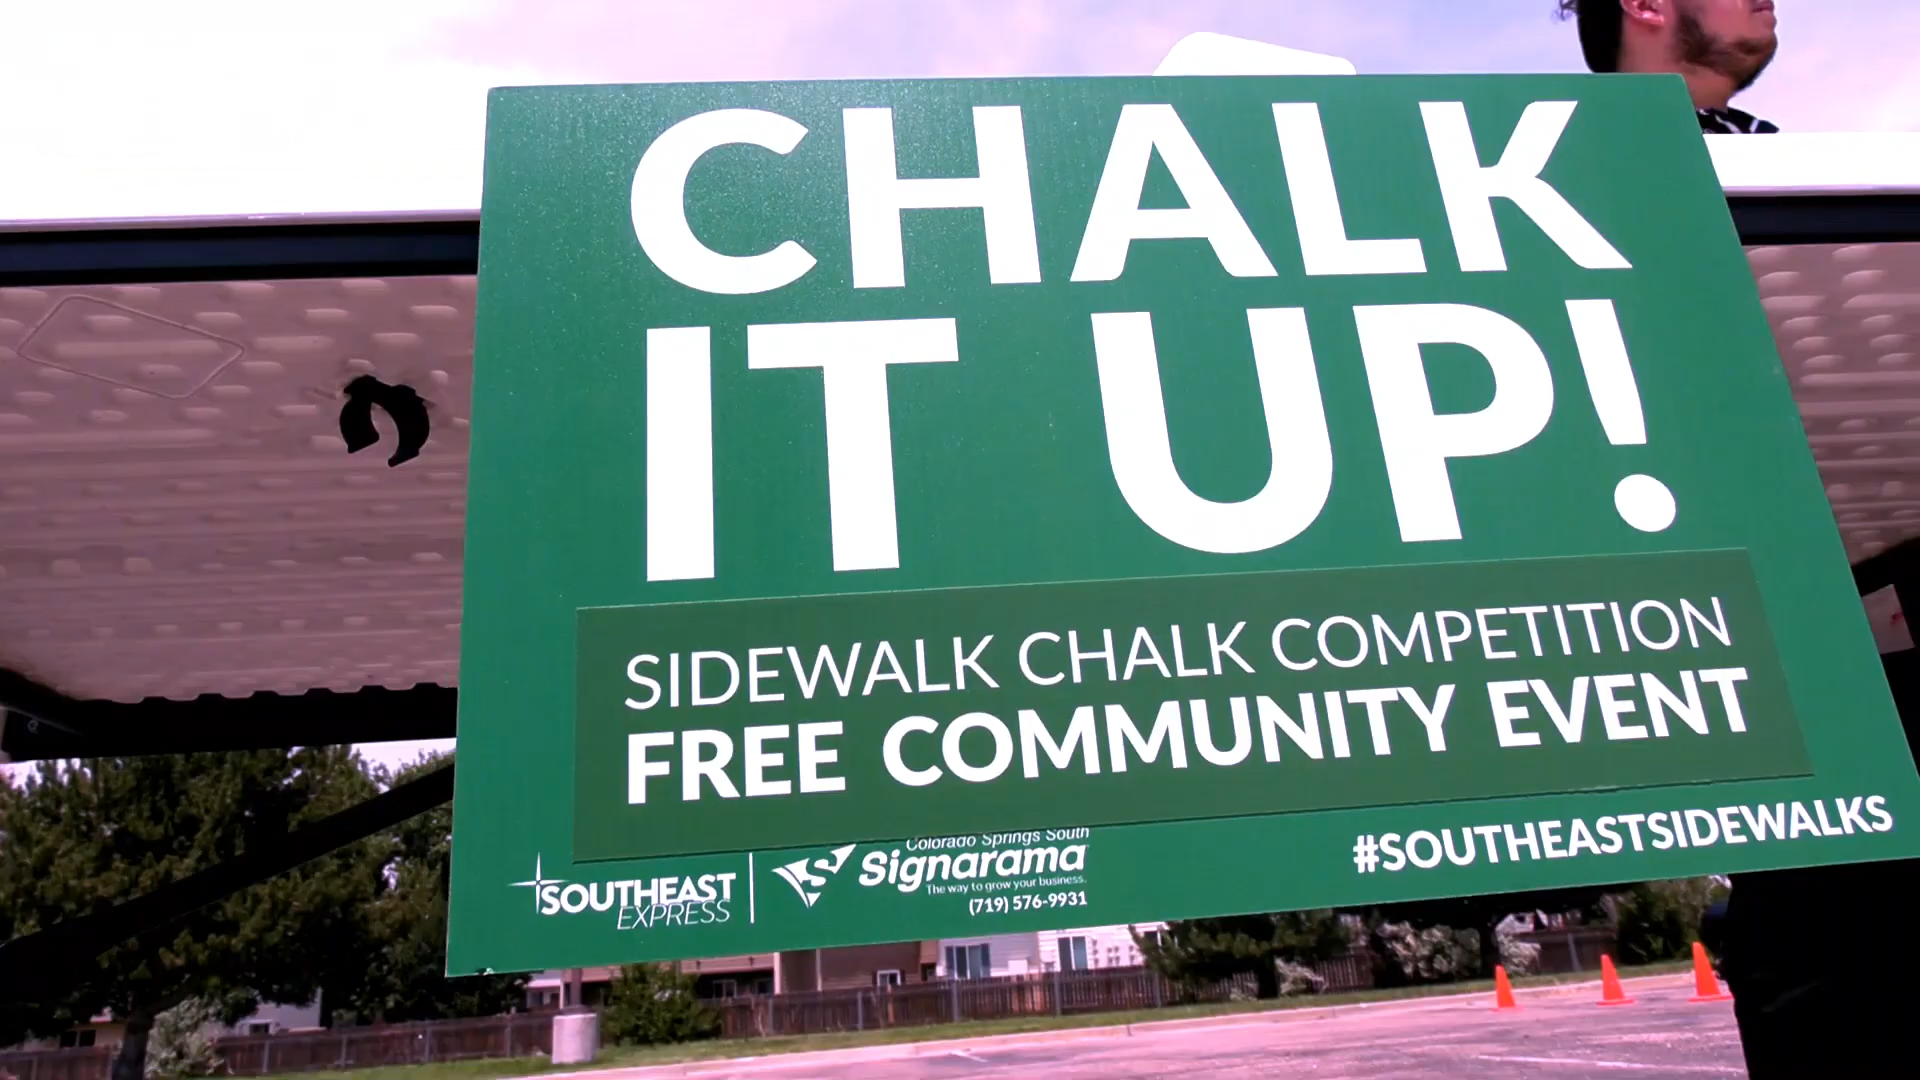 CHALK
IT UP!
SIDEWALK CHALK COMPETITION
FREE COMMUNITY EVENT
#SOUTHEASTSIDEWALKS
SOUTHEAST
EXPRESS
Colorado Springs South
Signarama
The way to grow your business.
(719) 576-9931